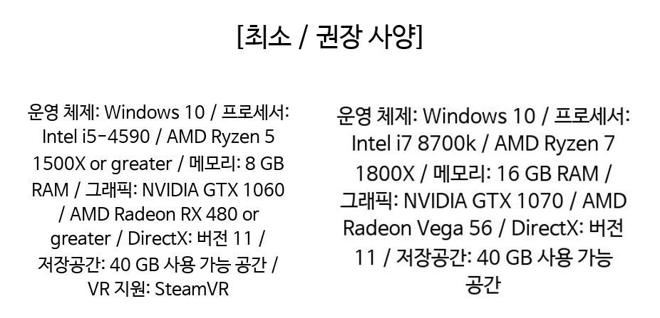 [최소 / 권장 사양]
운영 체제: Windows 10 / 프로세서:
Intel i5-4590 / AMD Ryzen 5
1500X or greater / 메모리: 8 GB
RAM / 그래픽: NVIDIA GTX 1060
/ AMD Radeon RX 480 or
greater / DirectX: 버전 11 /
저장공간: 40 GB 사용 가능 공간 /
VR 지원: SteamVR
운영 체제: Windows 10 / 프로세서:
Intel i7 8700k / AMD Ryzen 7
1800X / 메모리: 16 GB RAM /
그래픽: NVIDIA GTX 1070 / AMD
Radeon Vega 56 / DirectX: 버전
11 / 저장공간: 40 GB 사용 가능
공간